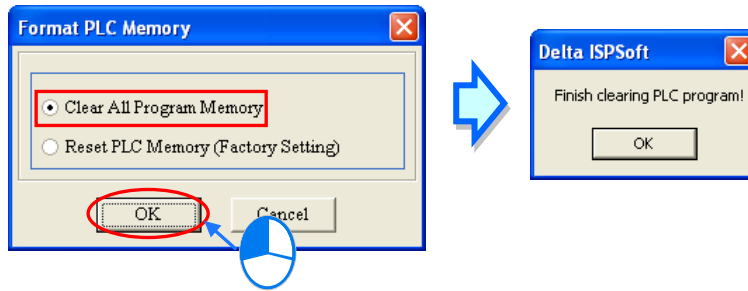 Format PLC Memory
Clear All Program Memory
Reset PLC Memory (Factory Setting)
OK
Cancel
Delta ISPSoft
Finish clearing PLC program!
OK